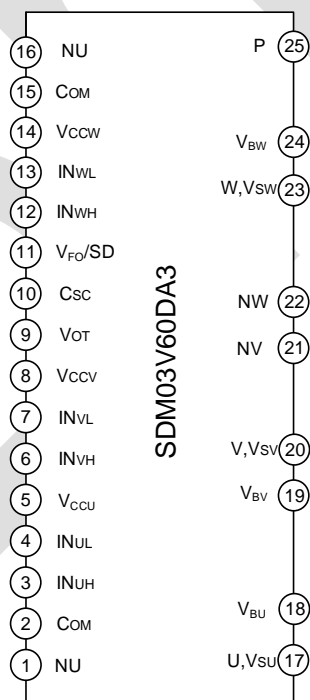 16 NU
15 COM
14 VCCW
13 INWL
12 INWH
11 VFO/SD
10 CSC
9 VOT
8 VCCV
7 INVL
6 INVH
5 VCCU
4 INUL
3 INUH
2 COM
1 NU
SDM03V60DA3
P 25
VBW 24
W,VSW 23
NW 22
NV 21
V,VSV 20
VBV 19
VBU 18
U,VSU 17